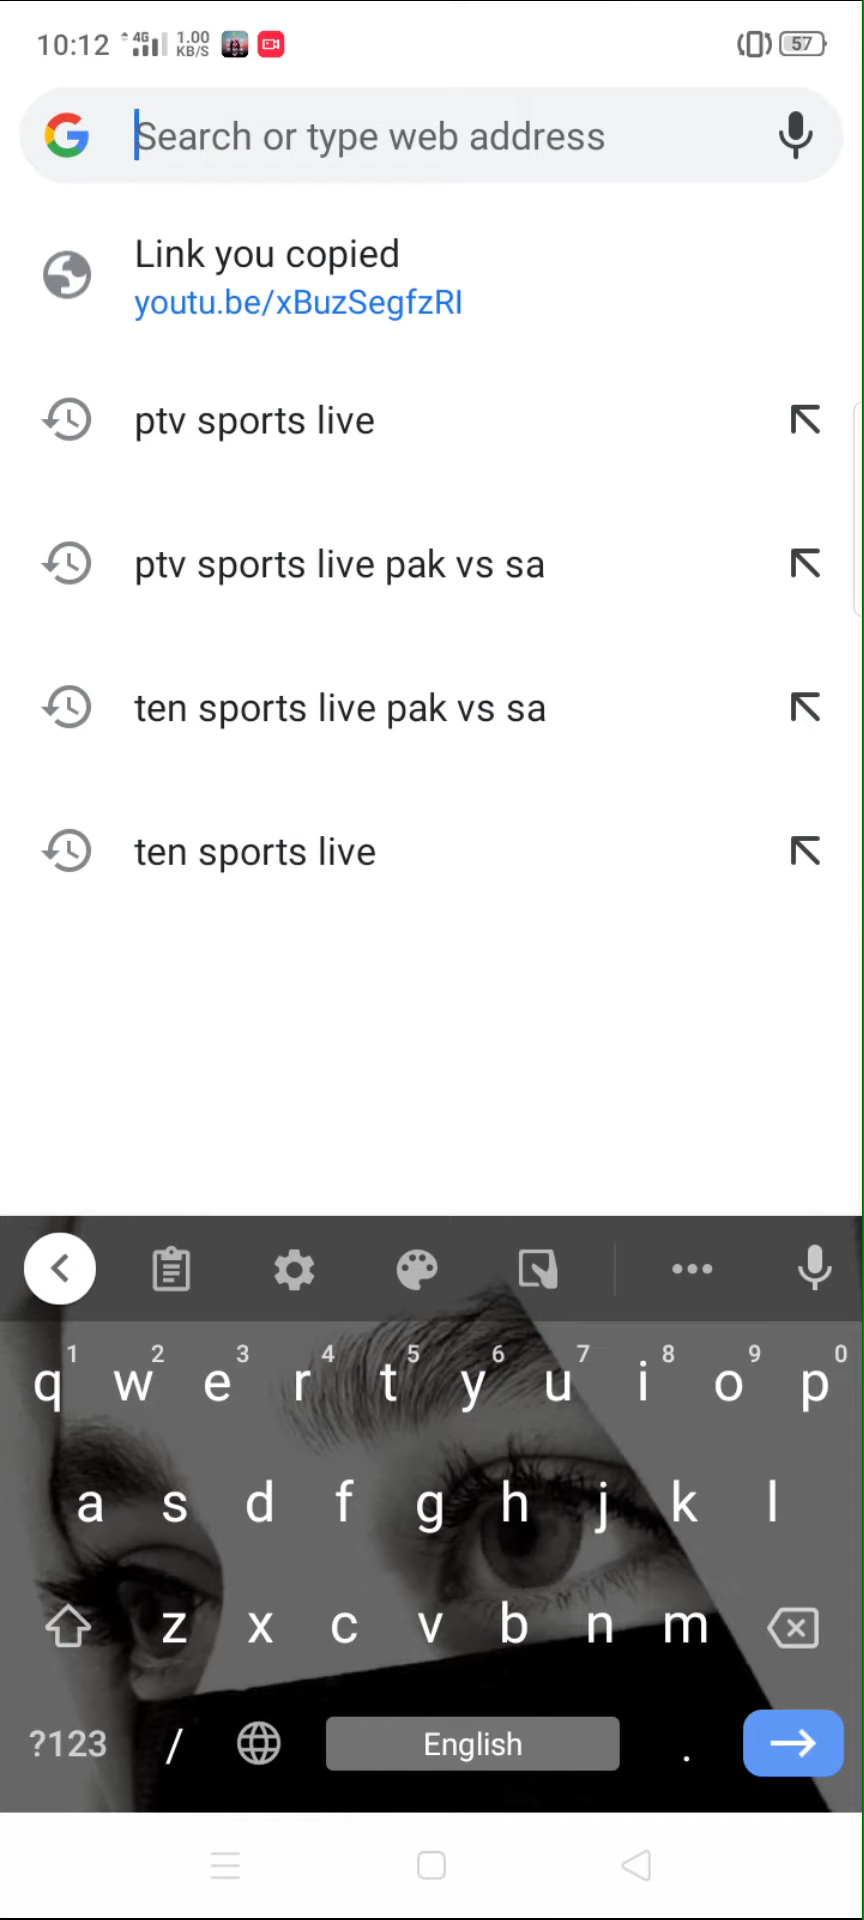 10:12 4G 1.00 KB/S 57
Search or type web address
Link you copied
youtu.be/xBuzSegfzRI
ptv sports live
ptv sports live pak vs sa
ten sports live pak vs sa
ten sports live
1 2 3 4 5 6 7 8 9 0
q w e r t y u i o p
a s d f g h j k l
z x c v b n m
?123 / English .